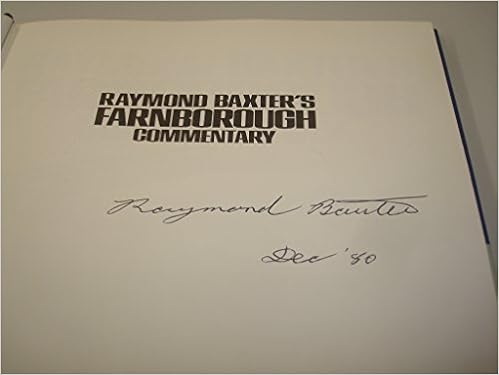 RAYMOND BAXTER'S
FARNBOROUGH
COMMENTARY
Raymond Baxter
Dec '80